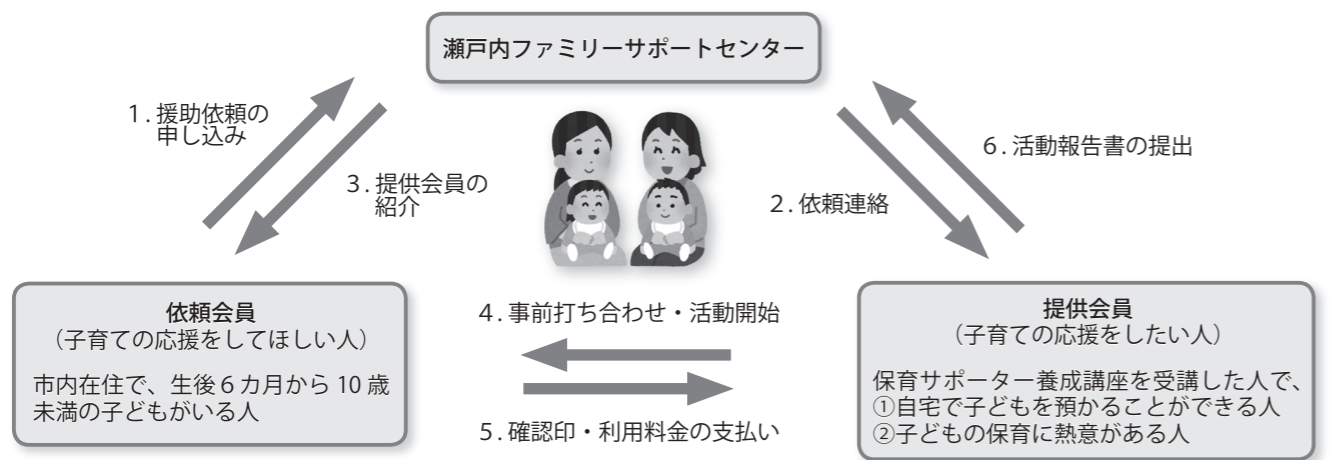 瀬戸内ファミリーサポートセンター
1.援助依頼の
申し込み
3.提供会員の
紹介
2.依頼連絡
6.活動報告書の提出
依頼会員
（子育ての応援をしてほしい人）
市内在住で、生後6カ月から10歳
未満の子どもがいる人
4.事前打ち合わせ・活動開始
5.確認印・利用料金の支払い
提供会員
（子育ての応援をしたい人）
保育サポーター養成講座を受講した人で、
①自宅で子どもを預かることができる人
②子どもの保育に熱意がある人